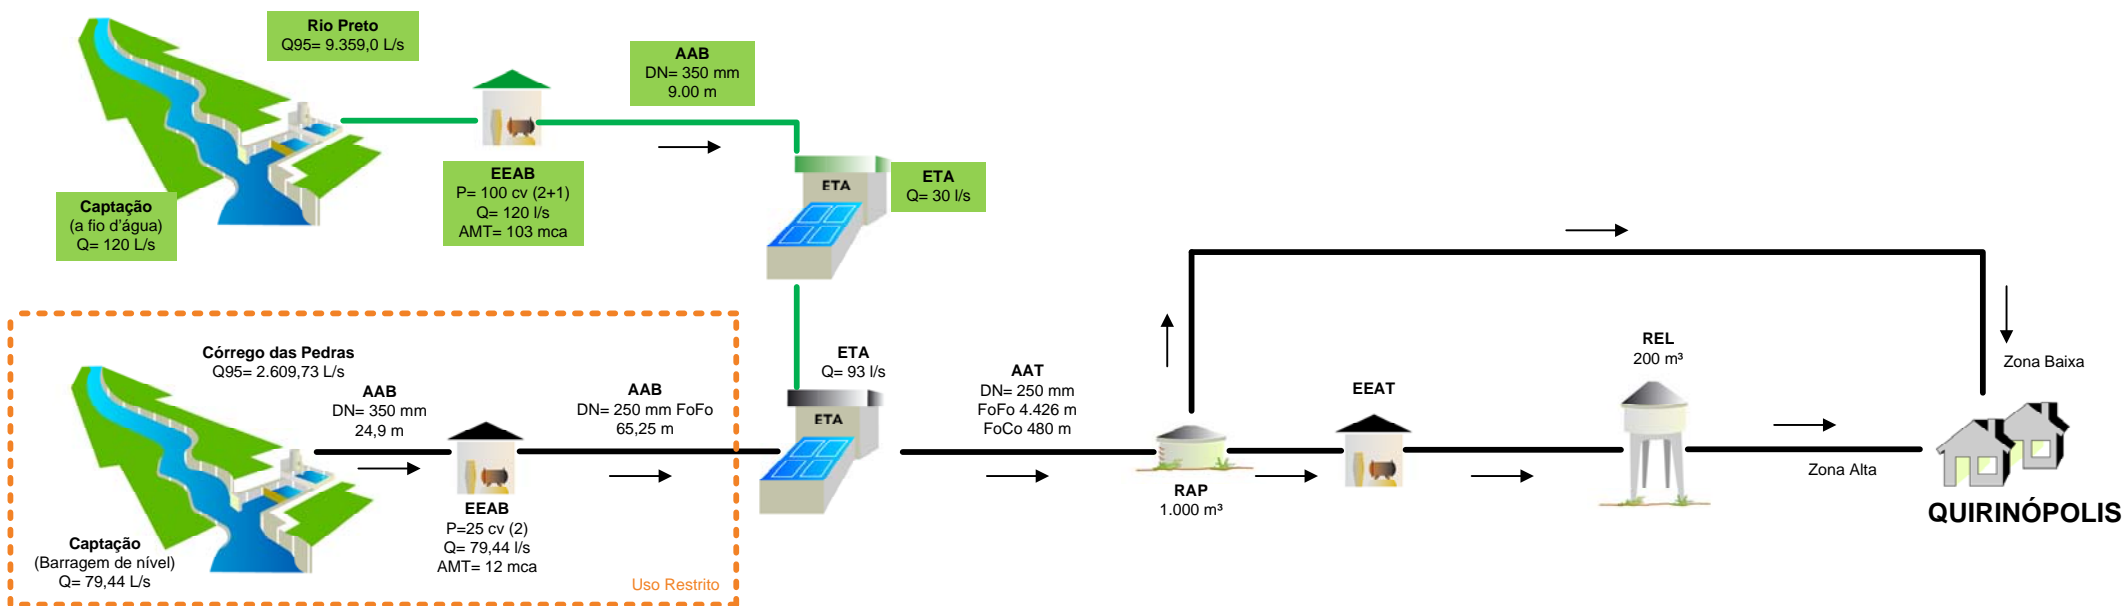 Rio Preto
Q95= 9.359,0 L/s
AAB
DN= 350 mm
9.00 m
Captação
(a fio d'água)
Q= 120 L/s
EEAB
P= 100 cv (2+1)
Q= 120 l/s
AMT= 103 mca
ETA
ETA
Q= 30 l/s
Córrego das Pedras
Q95= 2.609,73 L/s
AAB
DN= 350 mm
24,9 m
AAB
DN= 250 mm FoFo
65,25 m
ETA
Q= 93 l/s
ETA
AAT
DN= 250 mm
FoFo 4.426 m
FoCo 480 m
EEAT
REL
200 m³
Zona Baixa
Zona Alta
RAP
1.000 m³
QUIRINÓPOLIS
EEAB
P=25 cv (2)
Q= 79,44 l/s
AMT= 12 mca
Captação
(Barragem de nível)
Q= 79,44 L/s
Uso Restrito